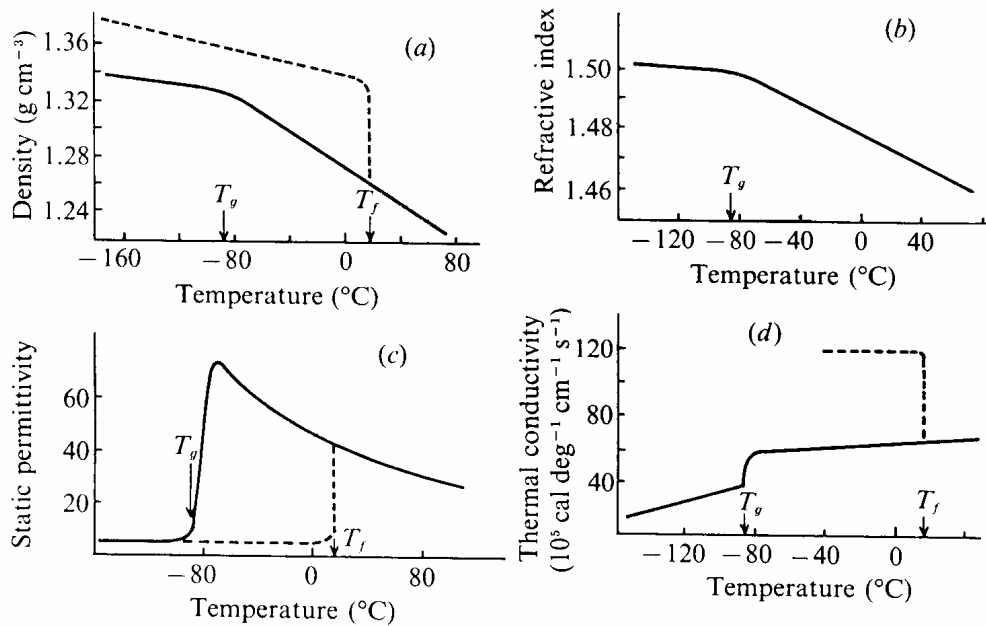 (a)
Density (g cm⁻³)
1.36
1.32
1.28
1.24
T_g
T_f
−160
−80
0
80
Temperature (°C)
(b)
Refractive index
1.50
1.48
1.46
T_g
−120
−80
−40
0
40
Temperature (°C)
(c)
Static permittivity
60
40
20
T_g
T_f
−80
0
Temperature (°C)
(d)
Thermal conductivity
(10⁵ cal deg⁻¹ cm⁻¹ s⁻¹)
120
80
40
T_g
T_f
−120
−80
−40
0
Temperature (°C)